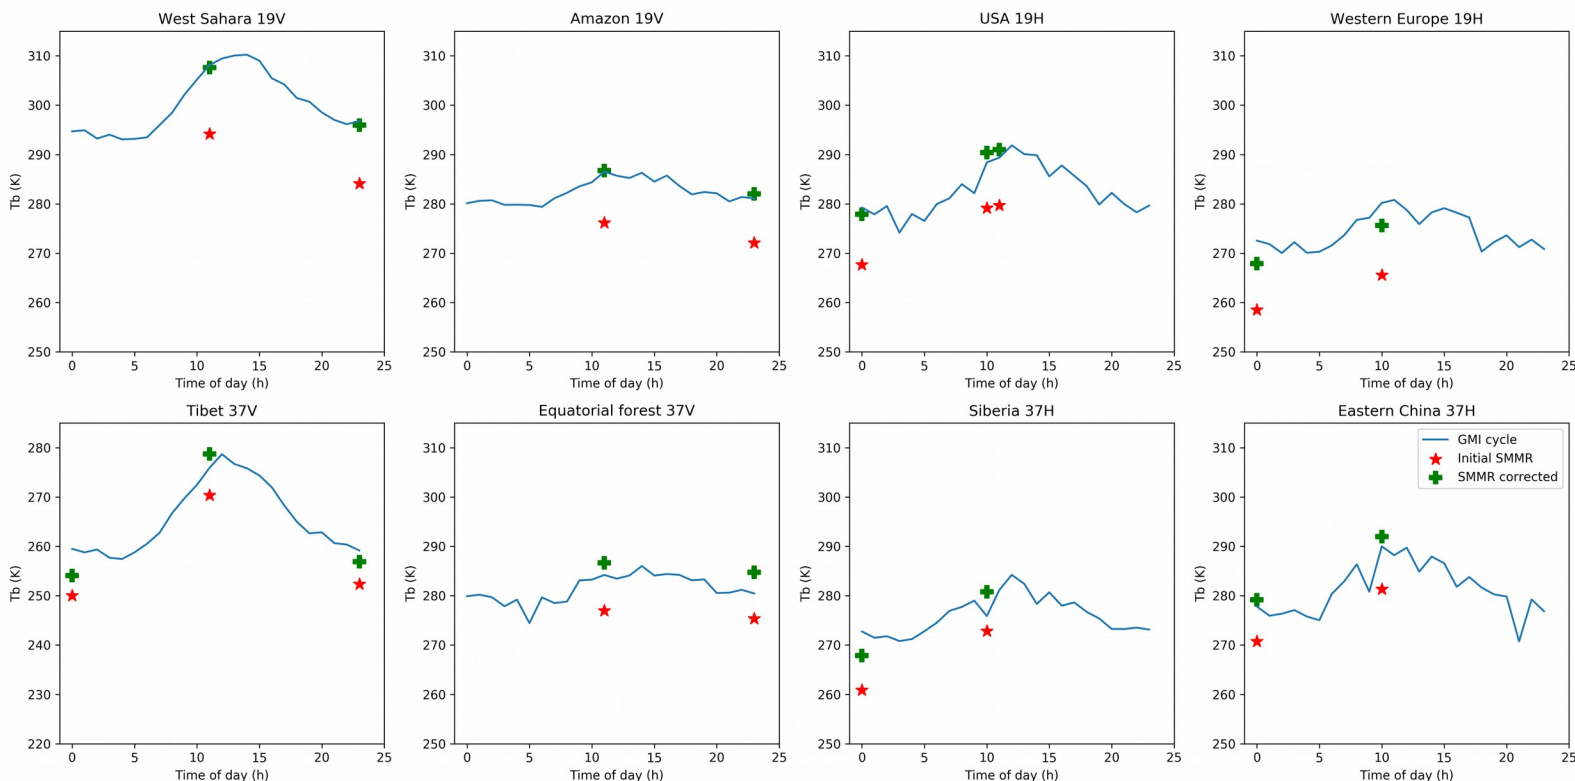 West Sahara 19V
Amazon 19V
USA 19H
Western Europe 19H
310
300
290
280
270
260
250
Tb (K)
0 5 10 15 20 25
Time of day (h)
310
300
290
280
270
260
250
Tb (K)
0 5 10 15 20 25
Time of day (h)
310
300
290
280
270
260
250
Tb (K)
0 5 10 15 20 25
Time of day (h)
310
300
290
280
270
260
250
Tb (K)
0 5 10 15 20 25
Time of day (h)
Tibet 37V
Equatorial forest 37V
Siberia 37H
Eastern China 37H
280
270
260
250
240
230
220
Tb (K)
0 5 10 15 20 25
Time of day (h)
310
300
290
280
270
260
250
Tb (K)
0 5 10 15 20 25
Time of day (h)
310
300
290
280
270
260
250
Tb (K)
0 5 10 15 20 25
Time of day (h)
GMI cycle
Initial SMMR
SMMR corrected
310
300
290
280
270
260
250
Tb (K)
0 5 10 15 20 25
Time of day (h)